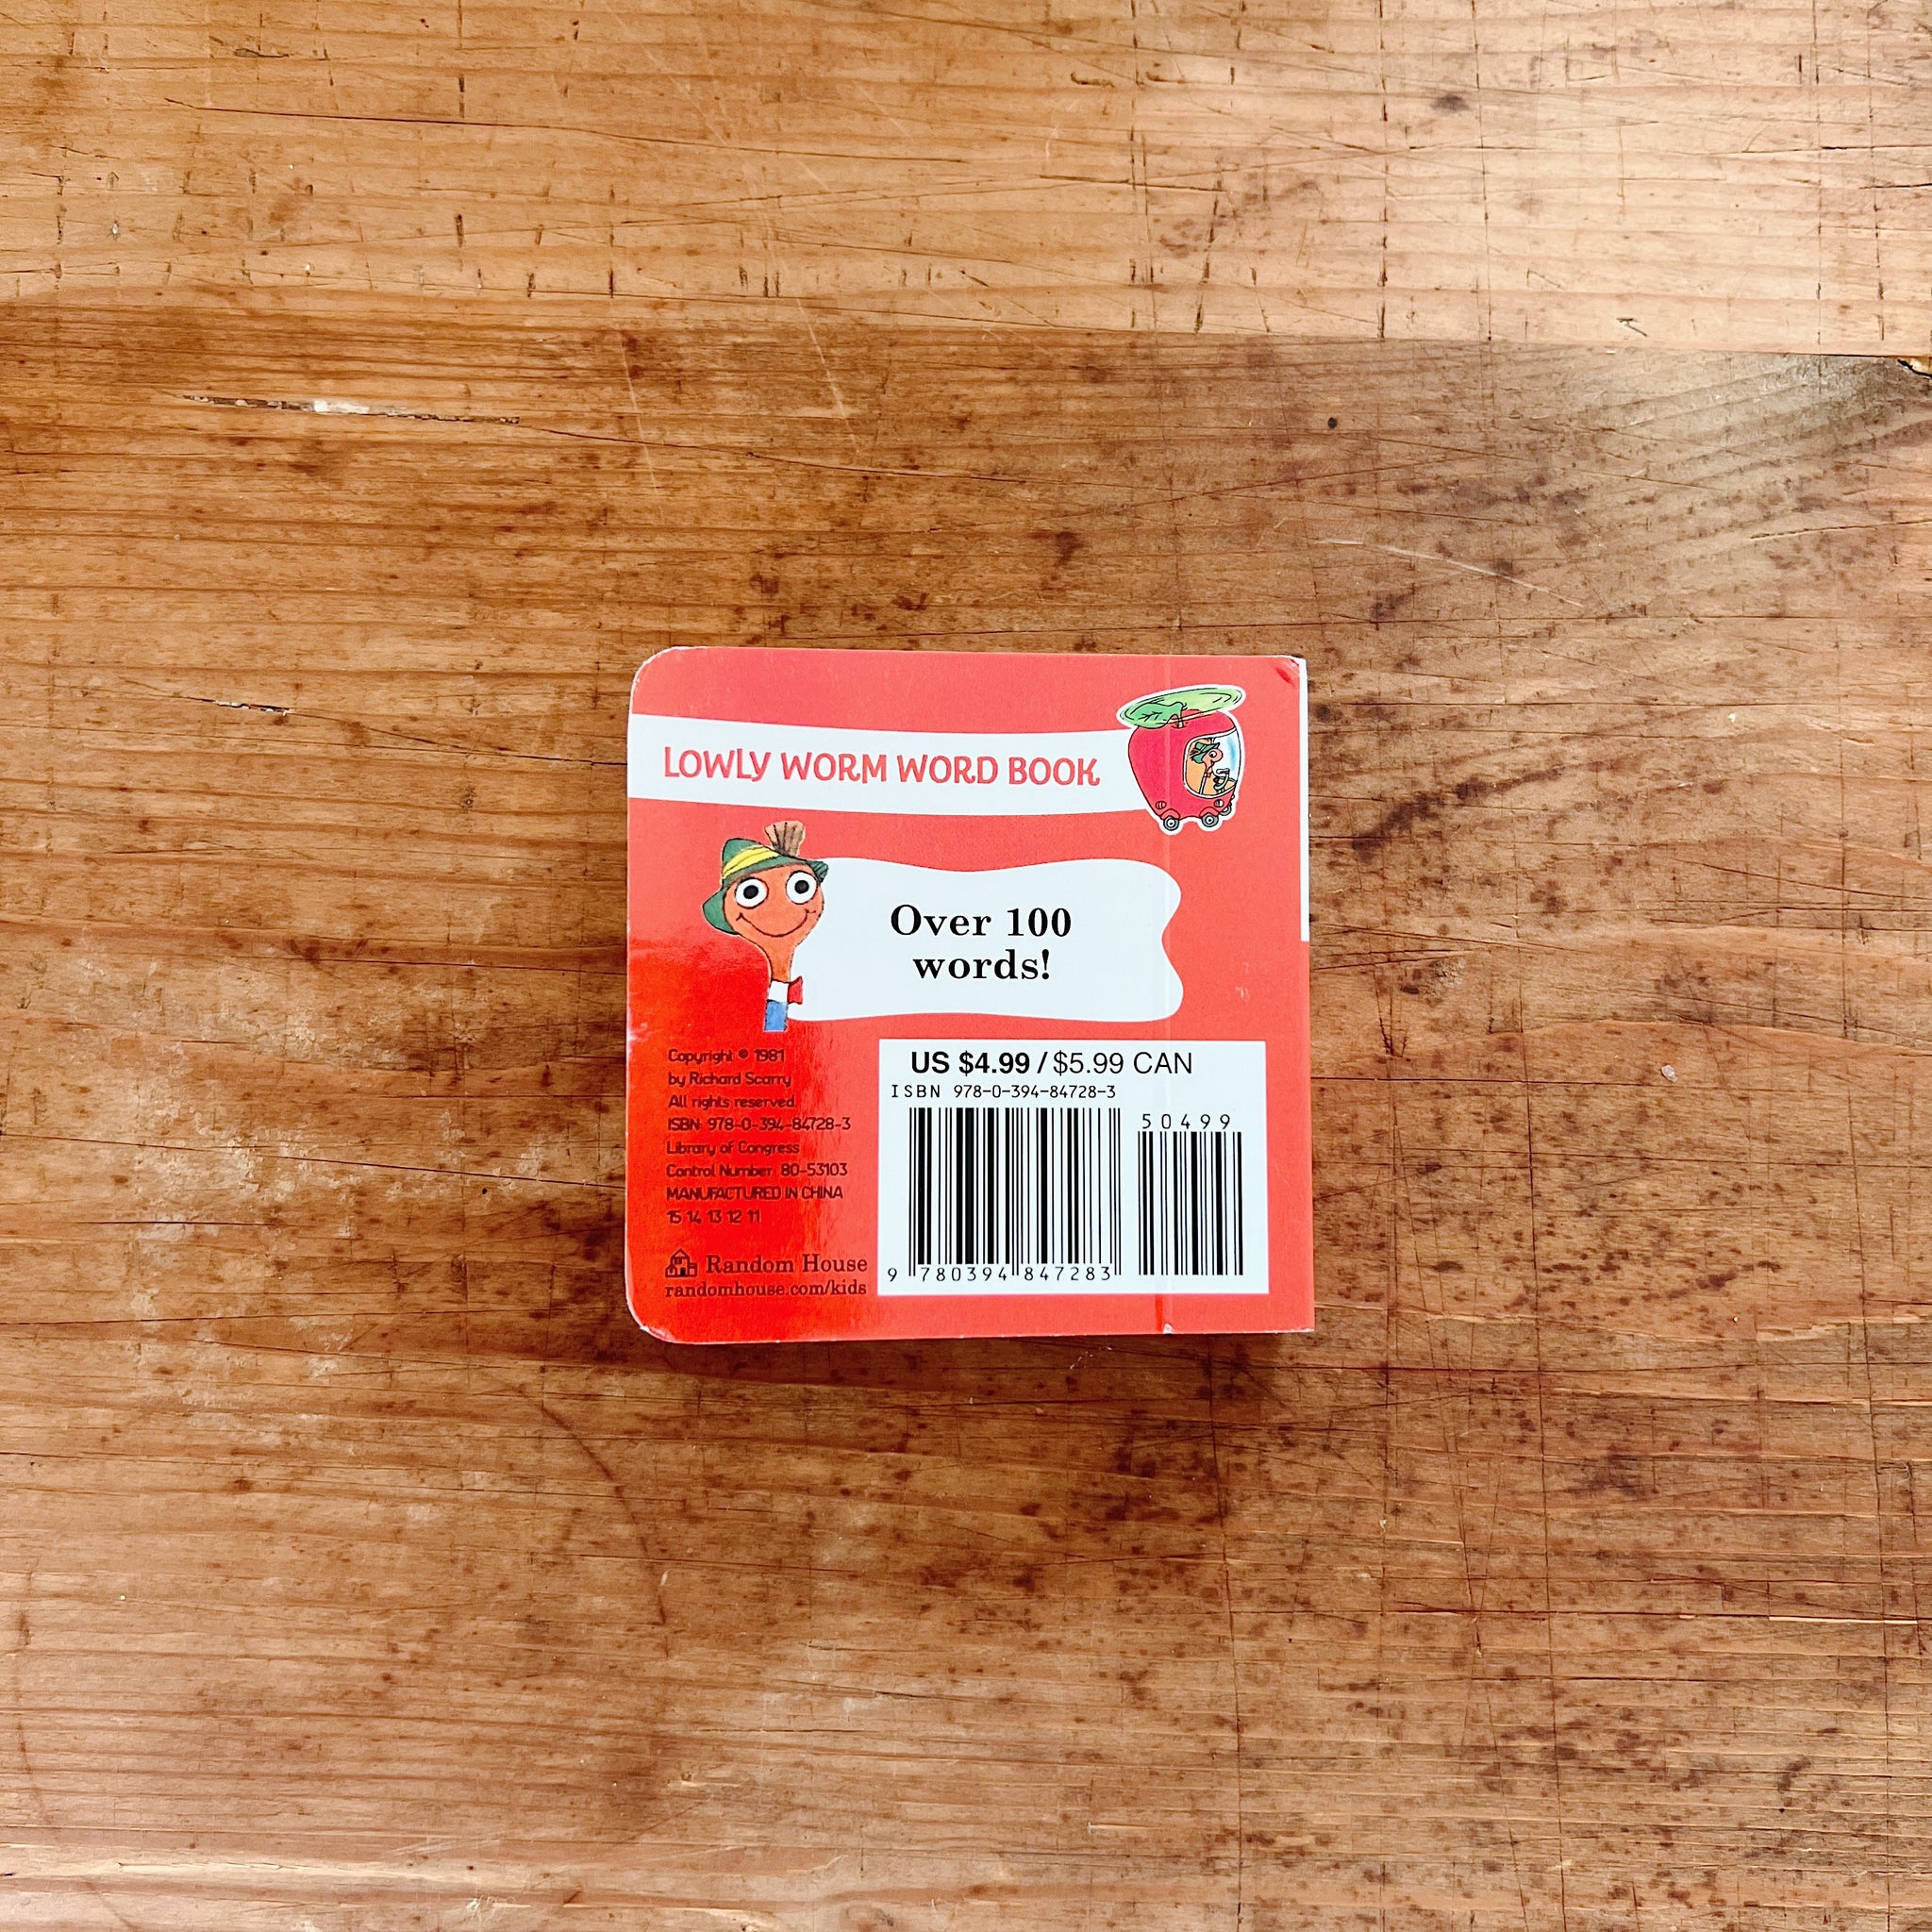 LOWLY WORM WORD BOOK
Over 100
words!
Copyright © 1981
by Richard Scarry
All rights reserved.
ISBN: 978-0-394-84728-3
Library of Congress
Control Number: 80-53103
MANUFACTURED IN CHINA
15 14 13 12 11
Random House
randomhouse.com/kids
US $4.99 / $5.99 CAN
ISBN 978-0-394-84728-3
50499
9 780394 847283